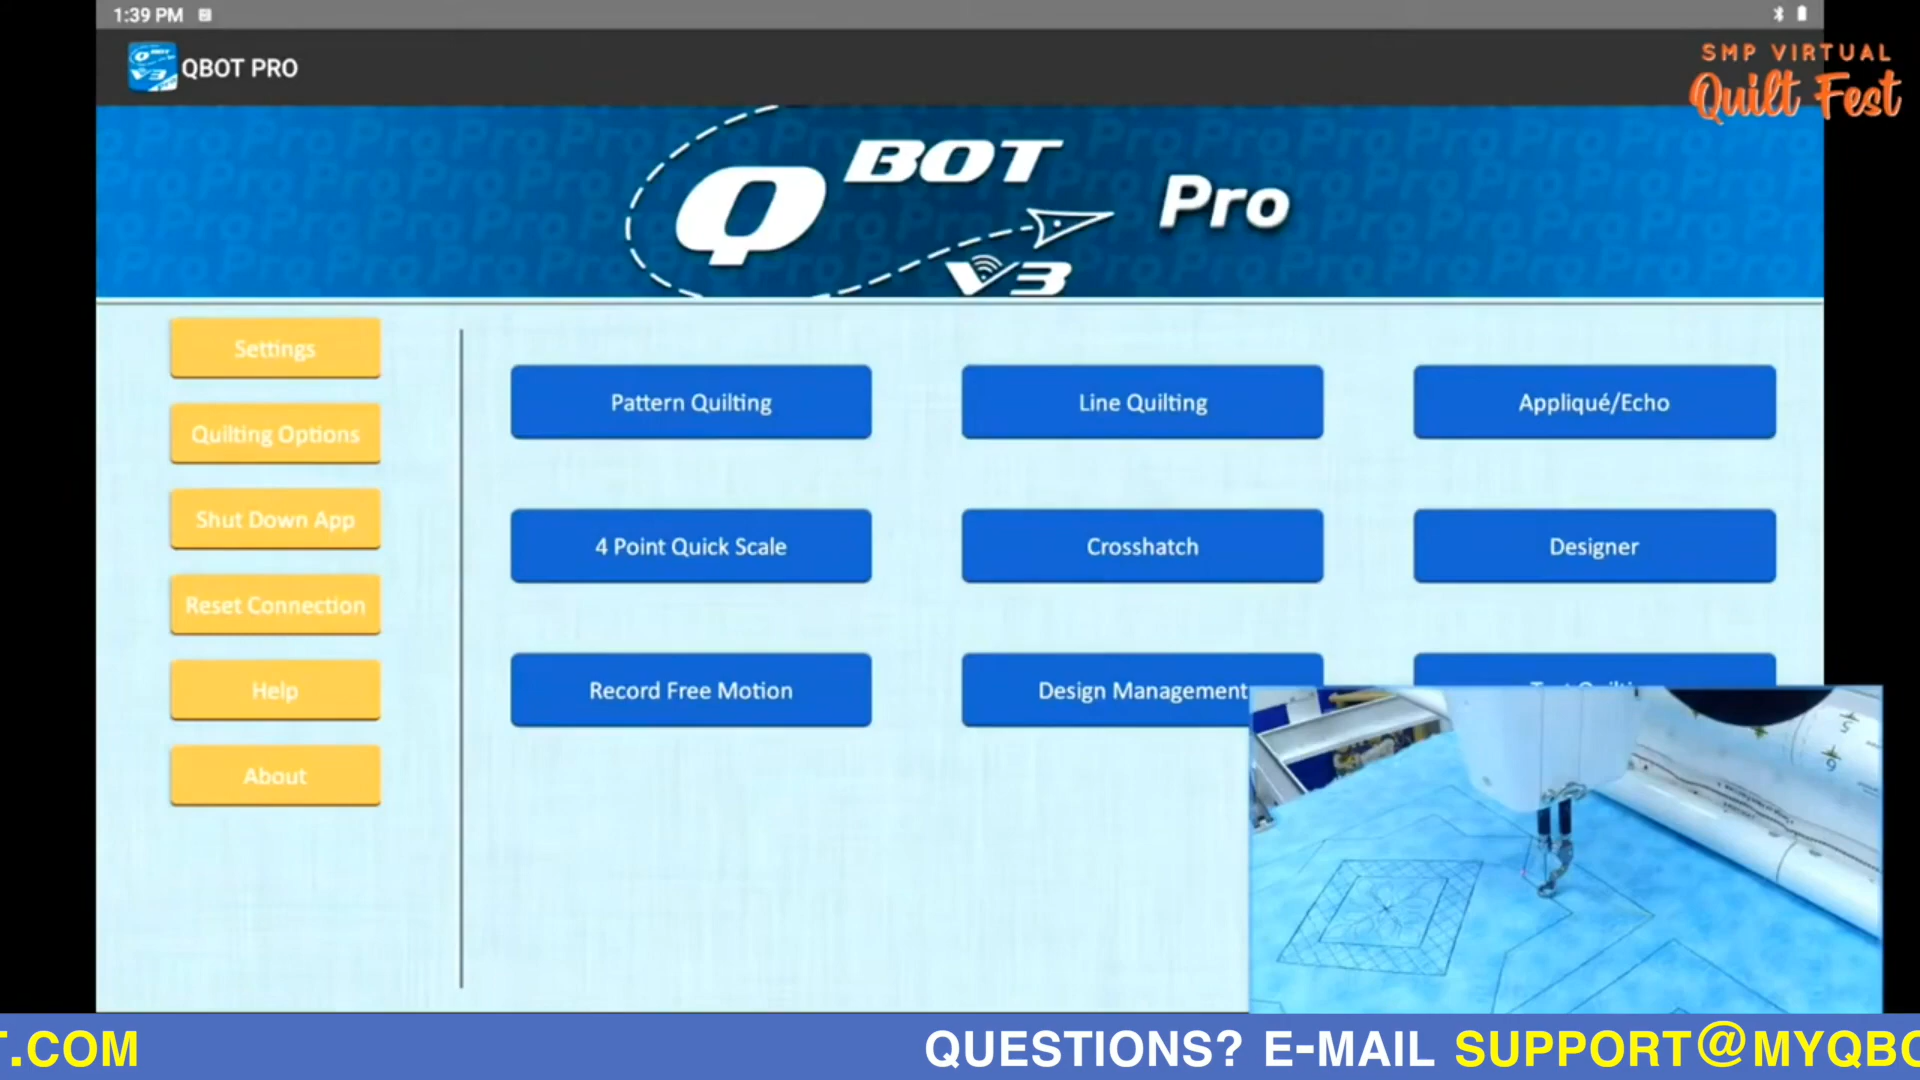 1:39 PM
QBOT PRO
SMP VIRTUAL
Quilt Fest
Q BOT Pro
V3
Settings
Quilting Options
Shut Down App
Reset Connection
Help
About
Pattern Quilting
Line Quilting
Appliqué/Echo
4 Point Quick Scale
Crosshatch
Designer
Record Free Motion
Design Management
T.COM
QUESTIONS? E-MAIL SUPPORT@MYQBO